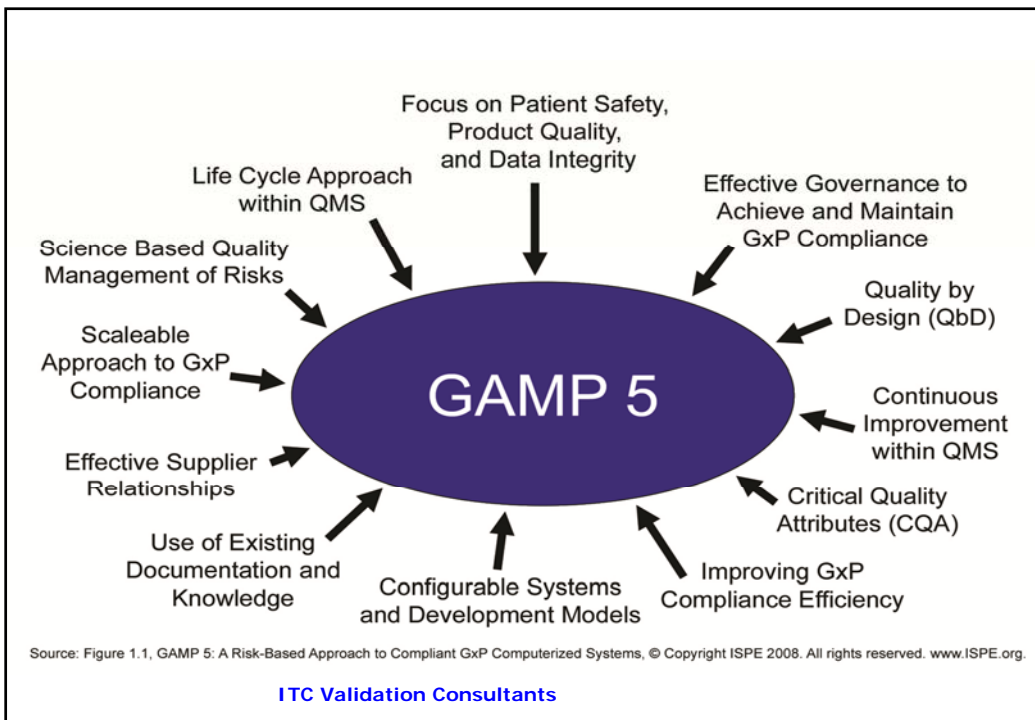 Focus on Patient Safety,
Product Quality,
and Data Integrity
Life Cycle Approach
within QMS
Effective Governance to
Achieve and Maintain
GxP Compliance
Science Based Quality
Management of Risks
Quality by
Design (QbD)
Scaleable
Approach to GxP
Compliance
GAMP 5
Continuous
Improvement
within QMS
Effective Supplier
Relationships
Critical Quality
Attributes (CQA)
Use of Existing
Documentation and
Knowledge
Configurable Systems
and Development Models
Improving GxP
Compliance Efficiency
Source: Figure 1.1, GAMP 5: A Risk-Based Approach to Compliant GxP Computerized Systems, © Copyright ISPE 2008. All rights reserved. www.ISPE.org.
ITC Validation Consultants